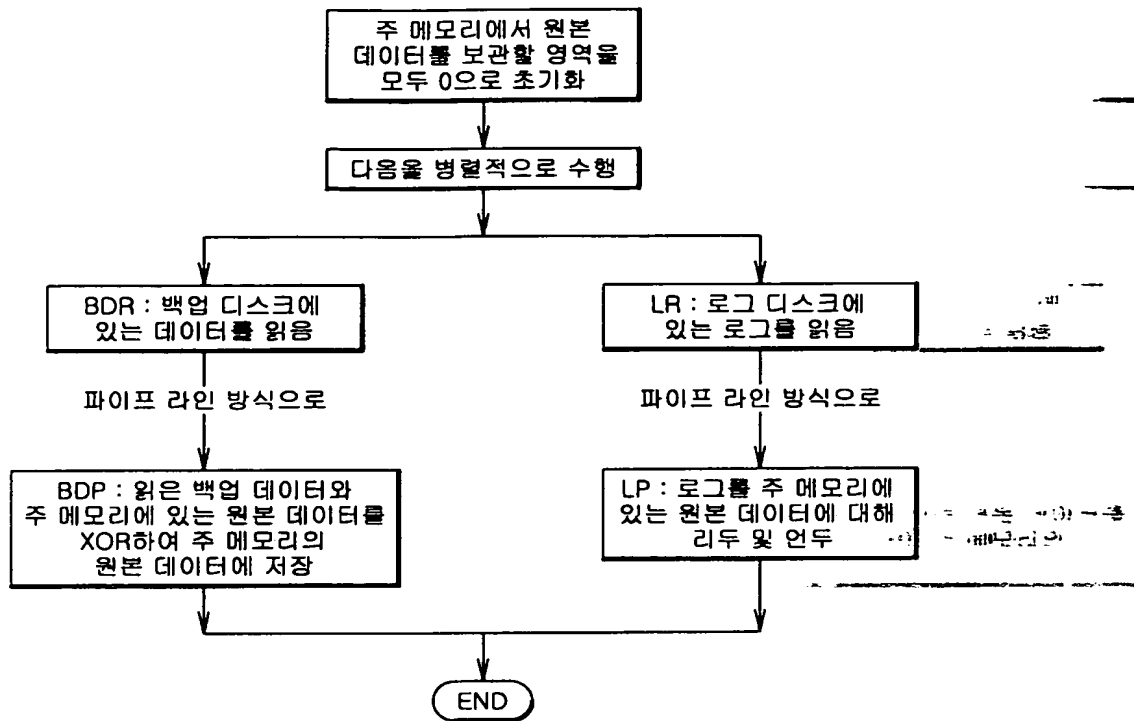 주 메모리에서 원본
데이터를 보관할 영역을
모두 0으로 초기화
다음을 병렬적으로 수행
BDR : 백업 디스크에
있는 데이터를 읽음
LR : 로그 디스크에
있는 로그를 읽음
파이프 라인 방식으로
파이프 라인 방식으로
BDP : 읽은 백업 데이터와
주 메모리에 있는 원본 데이터를
XOR하여 주 메모리의
원본 데이터에 저장
LP : 로그를 주 메모리에
있는 원본 데이터에 대해
리두 및 언두
END